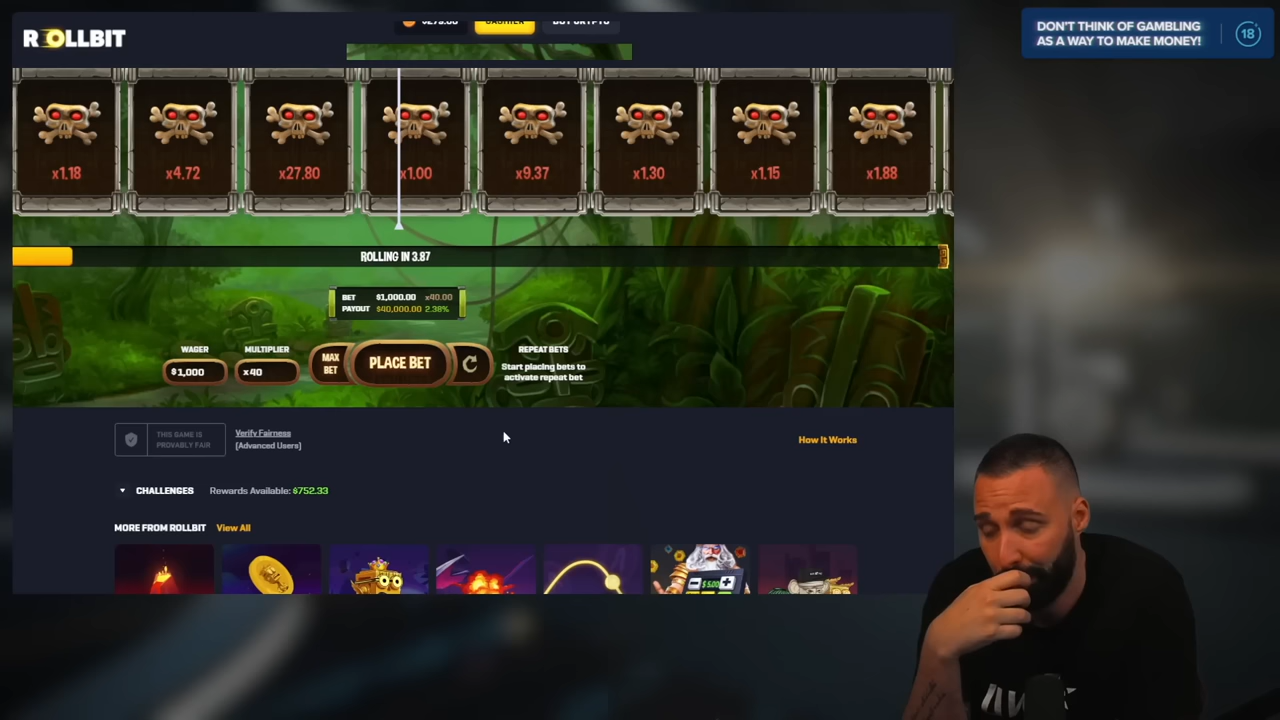 ROLLBIT
CASHIER
BUY CRYPTO
DON'T THINK OF GAMBLING
AS A WAY TO MAKE MONEY!
18
x1.18
x4.72
x27.80
x1.00
x9.37
x1.30
x1.15
x1.88
ROLLING IN 3.87
BET $1,000.00 x40.00
PAYOUT $40,000.00 2.38%
WAGER
$1,000
MULTIPLIER
x40
MAX
BET
PLACE BET
REPEAT BETS
Start placing bets to
activate repeat bet
THIS GAME IS
PROVABLY FAIR
Verify Fairness
(Advanced Users)
How It Works
CHALLENGES Rewards Available: $752.33
MORE FROM ROLLBIT View All
$500